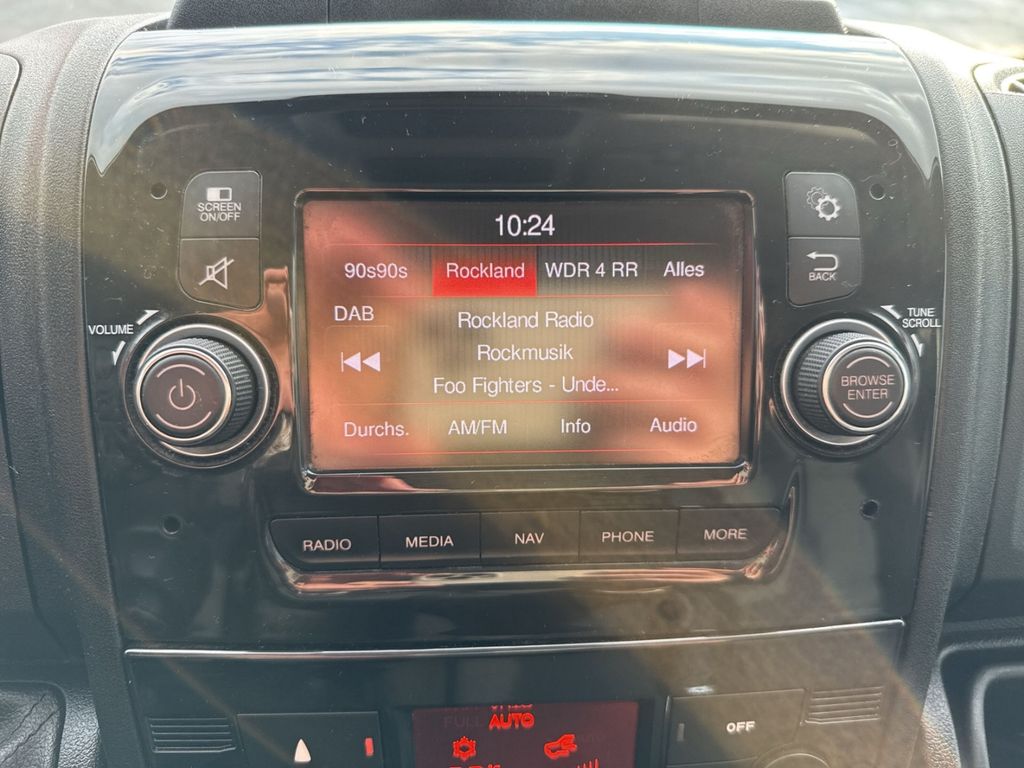 SCREEN
ON/OFF
10:24
90s90s Rockland WDR 4 RR Alles
BACK
DAB
Rockland Radio
VOLUME
TUNE
SCROLL
Rockmusik
BROWSE
ENTER
Foo Fighters - Unde...
Durchs. AM/FM Info Audio
RADIO MEDIA NAV PHONE MORE
FULL AUTO
OFF